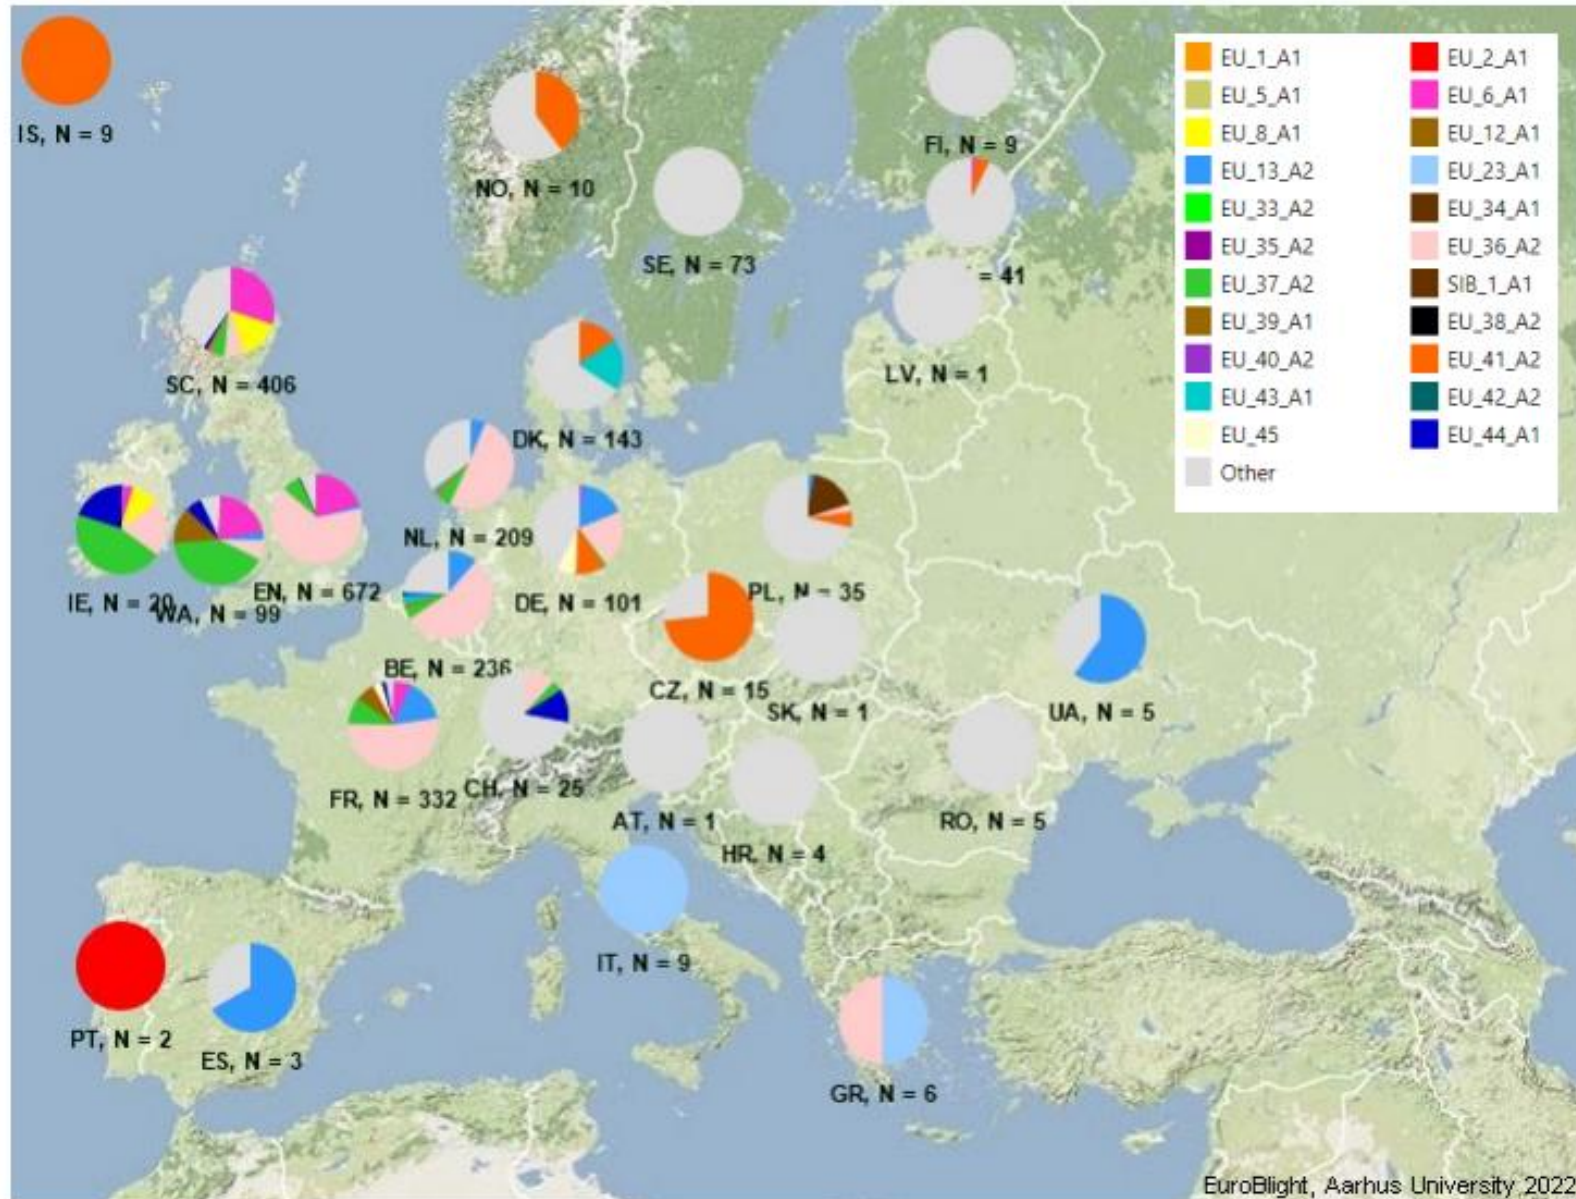 IS, N = 9
NO, N = 10
SE, N = 73
FI, N = 9
= 41
LV, N = 1
SC, N = 406
DK, N = 143
NL, N = 209
IE, N = 20
WA, N = 99
EN, N = 672
DE, N = 101
PL, N = 35
BE, N = 236
CZ, N = 15
SK, N = 1
UA, N = 5
FR, N = 332
CH, N = 25
AT, N = 1
HR, N = 4
RO, N = 5
IT, N = 9
PT, N = 2
ES, N = 3
GR, N = 6
EU_1_A1 EU_2_A1
EU_5_A1 EU_6_A1
EU_8_A1 EU_12_A1
EU_13_A2 EU_23_A1
EU_33_A2 EU_34_A1
EU_35_A2 EU_36_A2
EU_37_A2 SIB_1_A1
EU_39_A1 EU_38_A2
EU_40_A2 EU_41_A2
EU_43_A1 EU_42_A2
EU_45 EU_44_A1
Other
EuroBlight, Aarhus University 2022